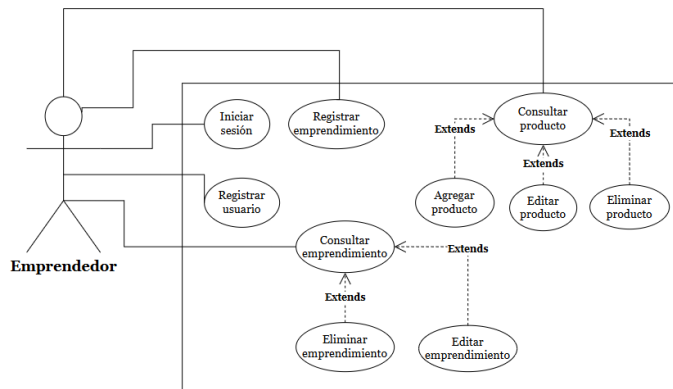 Iniciar
sesión
Registrar
emprendimiento
Consultar
producto
Extends
Extends
Extends
Registrar
usuario
Agregar
producto
Editar
producto
Eliminar
producto
Emprendedor
Consultar
emprendimiento
Extends
Extends
Eliminar
emprendimiento
Editar
emprendimiento